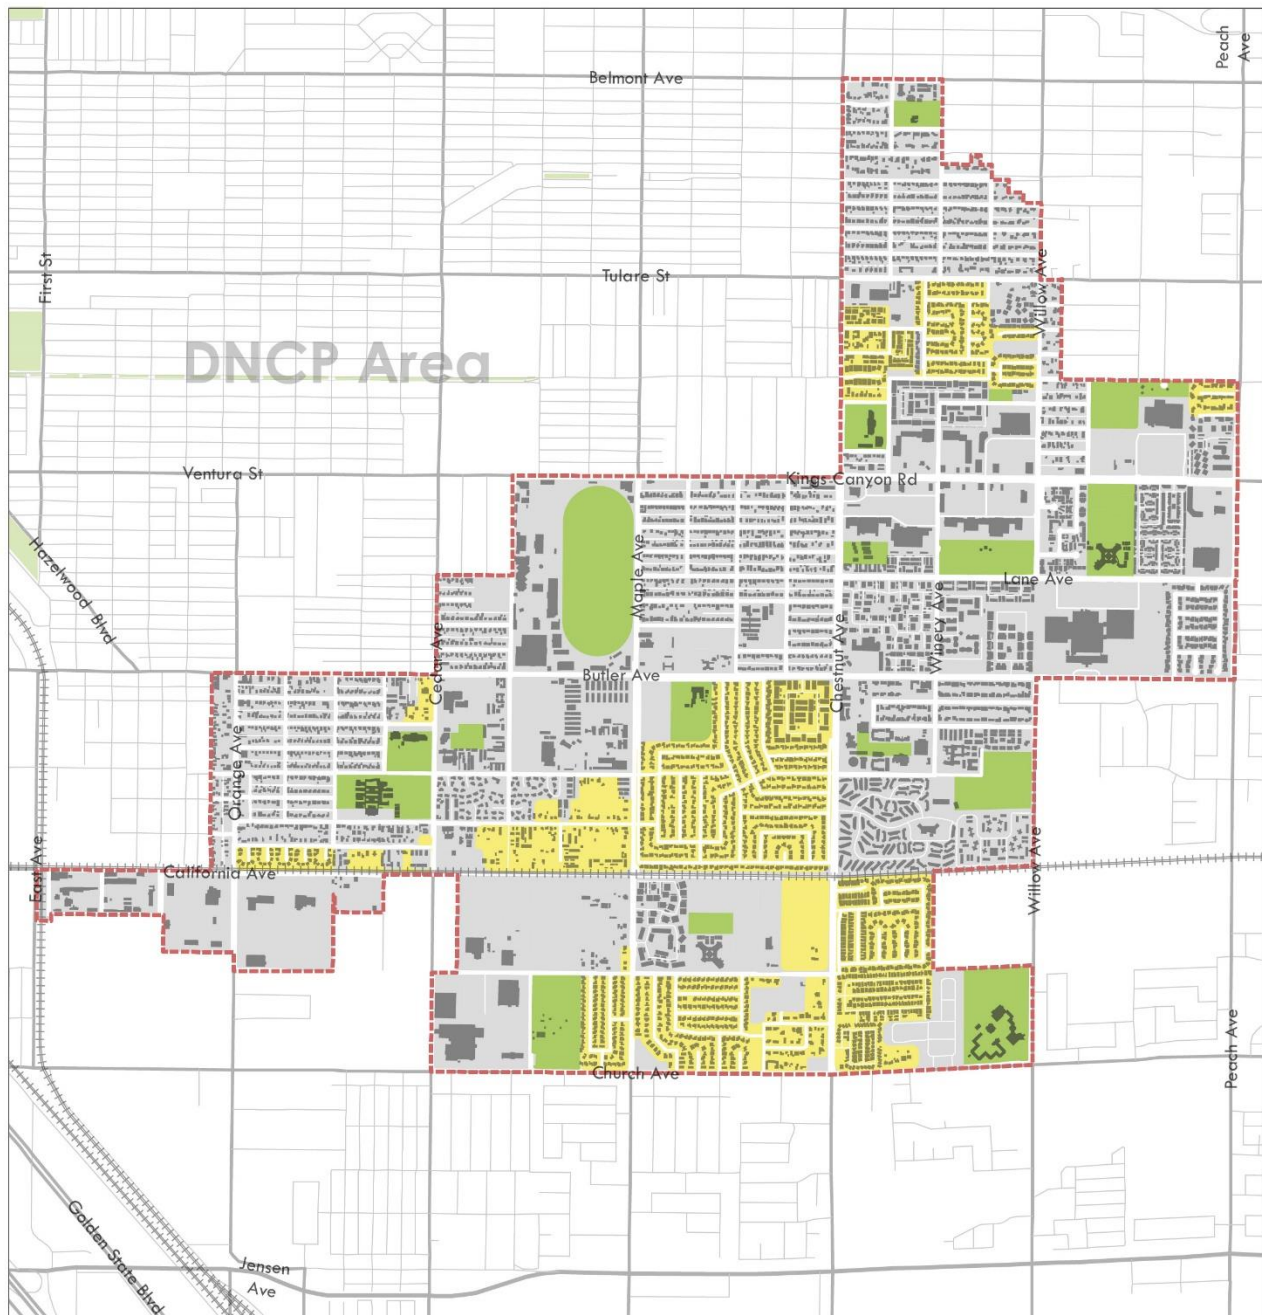 Peach
Ave
Belmont Ave
First St
Tulare St
Willow Ave
DNCP Area
Ventura St
Kings Canyon Rd
Hazelwood Blvd
Maple Ave
Lane Ave
Cedar Ave
Chestnut Ave
Winery Ave
Butler Ave
Orange Ave
East Ave
California Ave
Willow Ave
Church Ave
Peach Ave
Golden State Blvd
Jensen
Ave